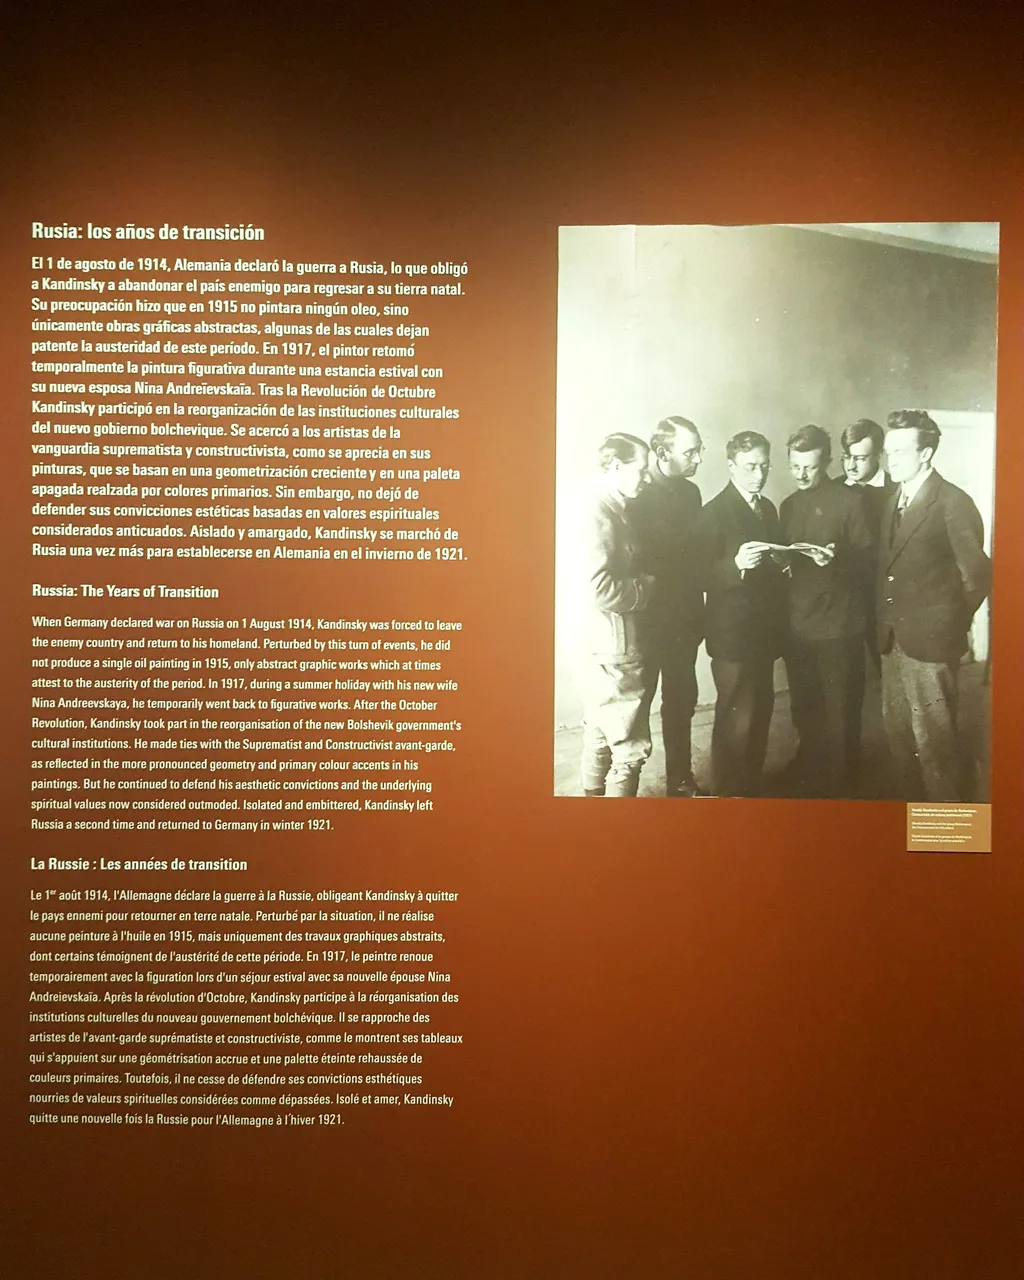 Rusia: los años de transición
El 1 de agosto de 1914, Alemania declaró la guerra a Rusia, lo que obligó
a Kandinsky a abandonar el país enemigo para regresar a su tierra natal.
Su preocupación hizo que en 1915 no pintara ningún oleo, sino
únicamente obras gráficas abstractas, algunas de las cuales dejan
patente la austeridad de este período. En 1917, el pintor retomó
temporalmente la pintura figurativa durante una estancia estival con
su nueva esposa Nina Andreïevskaïa. Tras la Revolución de Octubre
Kandinsky participó en la reorganización de las instituciones culturales
del nuevo gobierno bolchevique. Se acercó a los artistas de la
vanguardia suprematista y constructivista, como se aprecia en sus
pinturas, que se basan en una geometrización creciente y en una paleta
apagada realzada por colores primarios. Sin embargo, no dejó de
defender sus convicciones estéticas basadas en valores espirituales
considerados anticuados. Aislado y amargado, Kandinsky se marchó de
Rusia una vez más para establecerse en Alemania en el invierno de 1921.
Russia: The Years of Transition
When Germany declared war on Russia on 1 August 1914, Kandinsky was forced to leave
the enemy country and return to his homeland. Perturbed by this turn of events, he did
not produce a single oil painting in 1915, only abstract graphic works which at times
attest to the austerity of the period. In 1917, during a summer holiday with his new wife
Nina Andreevskaya, he temporarily went back to figurative works. After the October
Revolution, Kandinsky took part in the reorganisation of the new Bolshevik government's
cultural institutions. He made ties with the Suprematist and Constructivist avant-garde,
as reflected in the more pronounced geometry and primary colour accents in his
paintings. But he continued to defend his aesthetic convictions and the underlying
spiritual values now considered outmoded. Isolated and embittered, Kandinsky left
Russia a second time and returned to Germany in winter 1921.
La Russie : Les années de transition
Le 1er août 1914, l'Allemagne déclare la guerre à la Russie, obligeant Kandinsky à quitter
le pays ennemi pour retourner en terre natale. Perturbé par la situation, il ne réalise
aucune peinture à l'huile en 1915, mais uniquement des travaux graphiques abstraits,
dont certains témoignent de l'austérité de cette période. En 1917, le peintre renoue
temporairement avec la figuration lors d'un séjour estival avec sa nouvelle épouse Nina
Andreievskaïa. Après la révolution d'Octobre, Kandinsky participe à la réorganisation des
institutions culturelles du nouveau gouvernement bolchévique. Il se rapproche des
artistes de l'avant-garde suprématiste et constructiviste, comme le montrent ses tableaux
qui s'appuient sur une géométrisation accrue et une palette éteinte rehaussée de
couleurs primaires. Toutefois, il ne cesse de défendre ses convictions esthétiques
nourries de valeurs spirituelles considérées comme dépassées. Isolé et amer, Kandinsky
quitte une nouvelle fois la Russie pour l'Allemagne à l'hiver 1921.